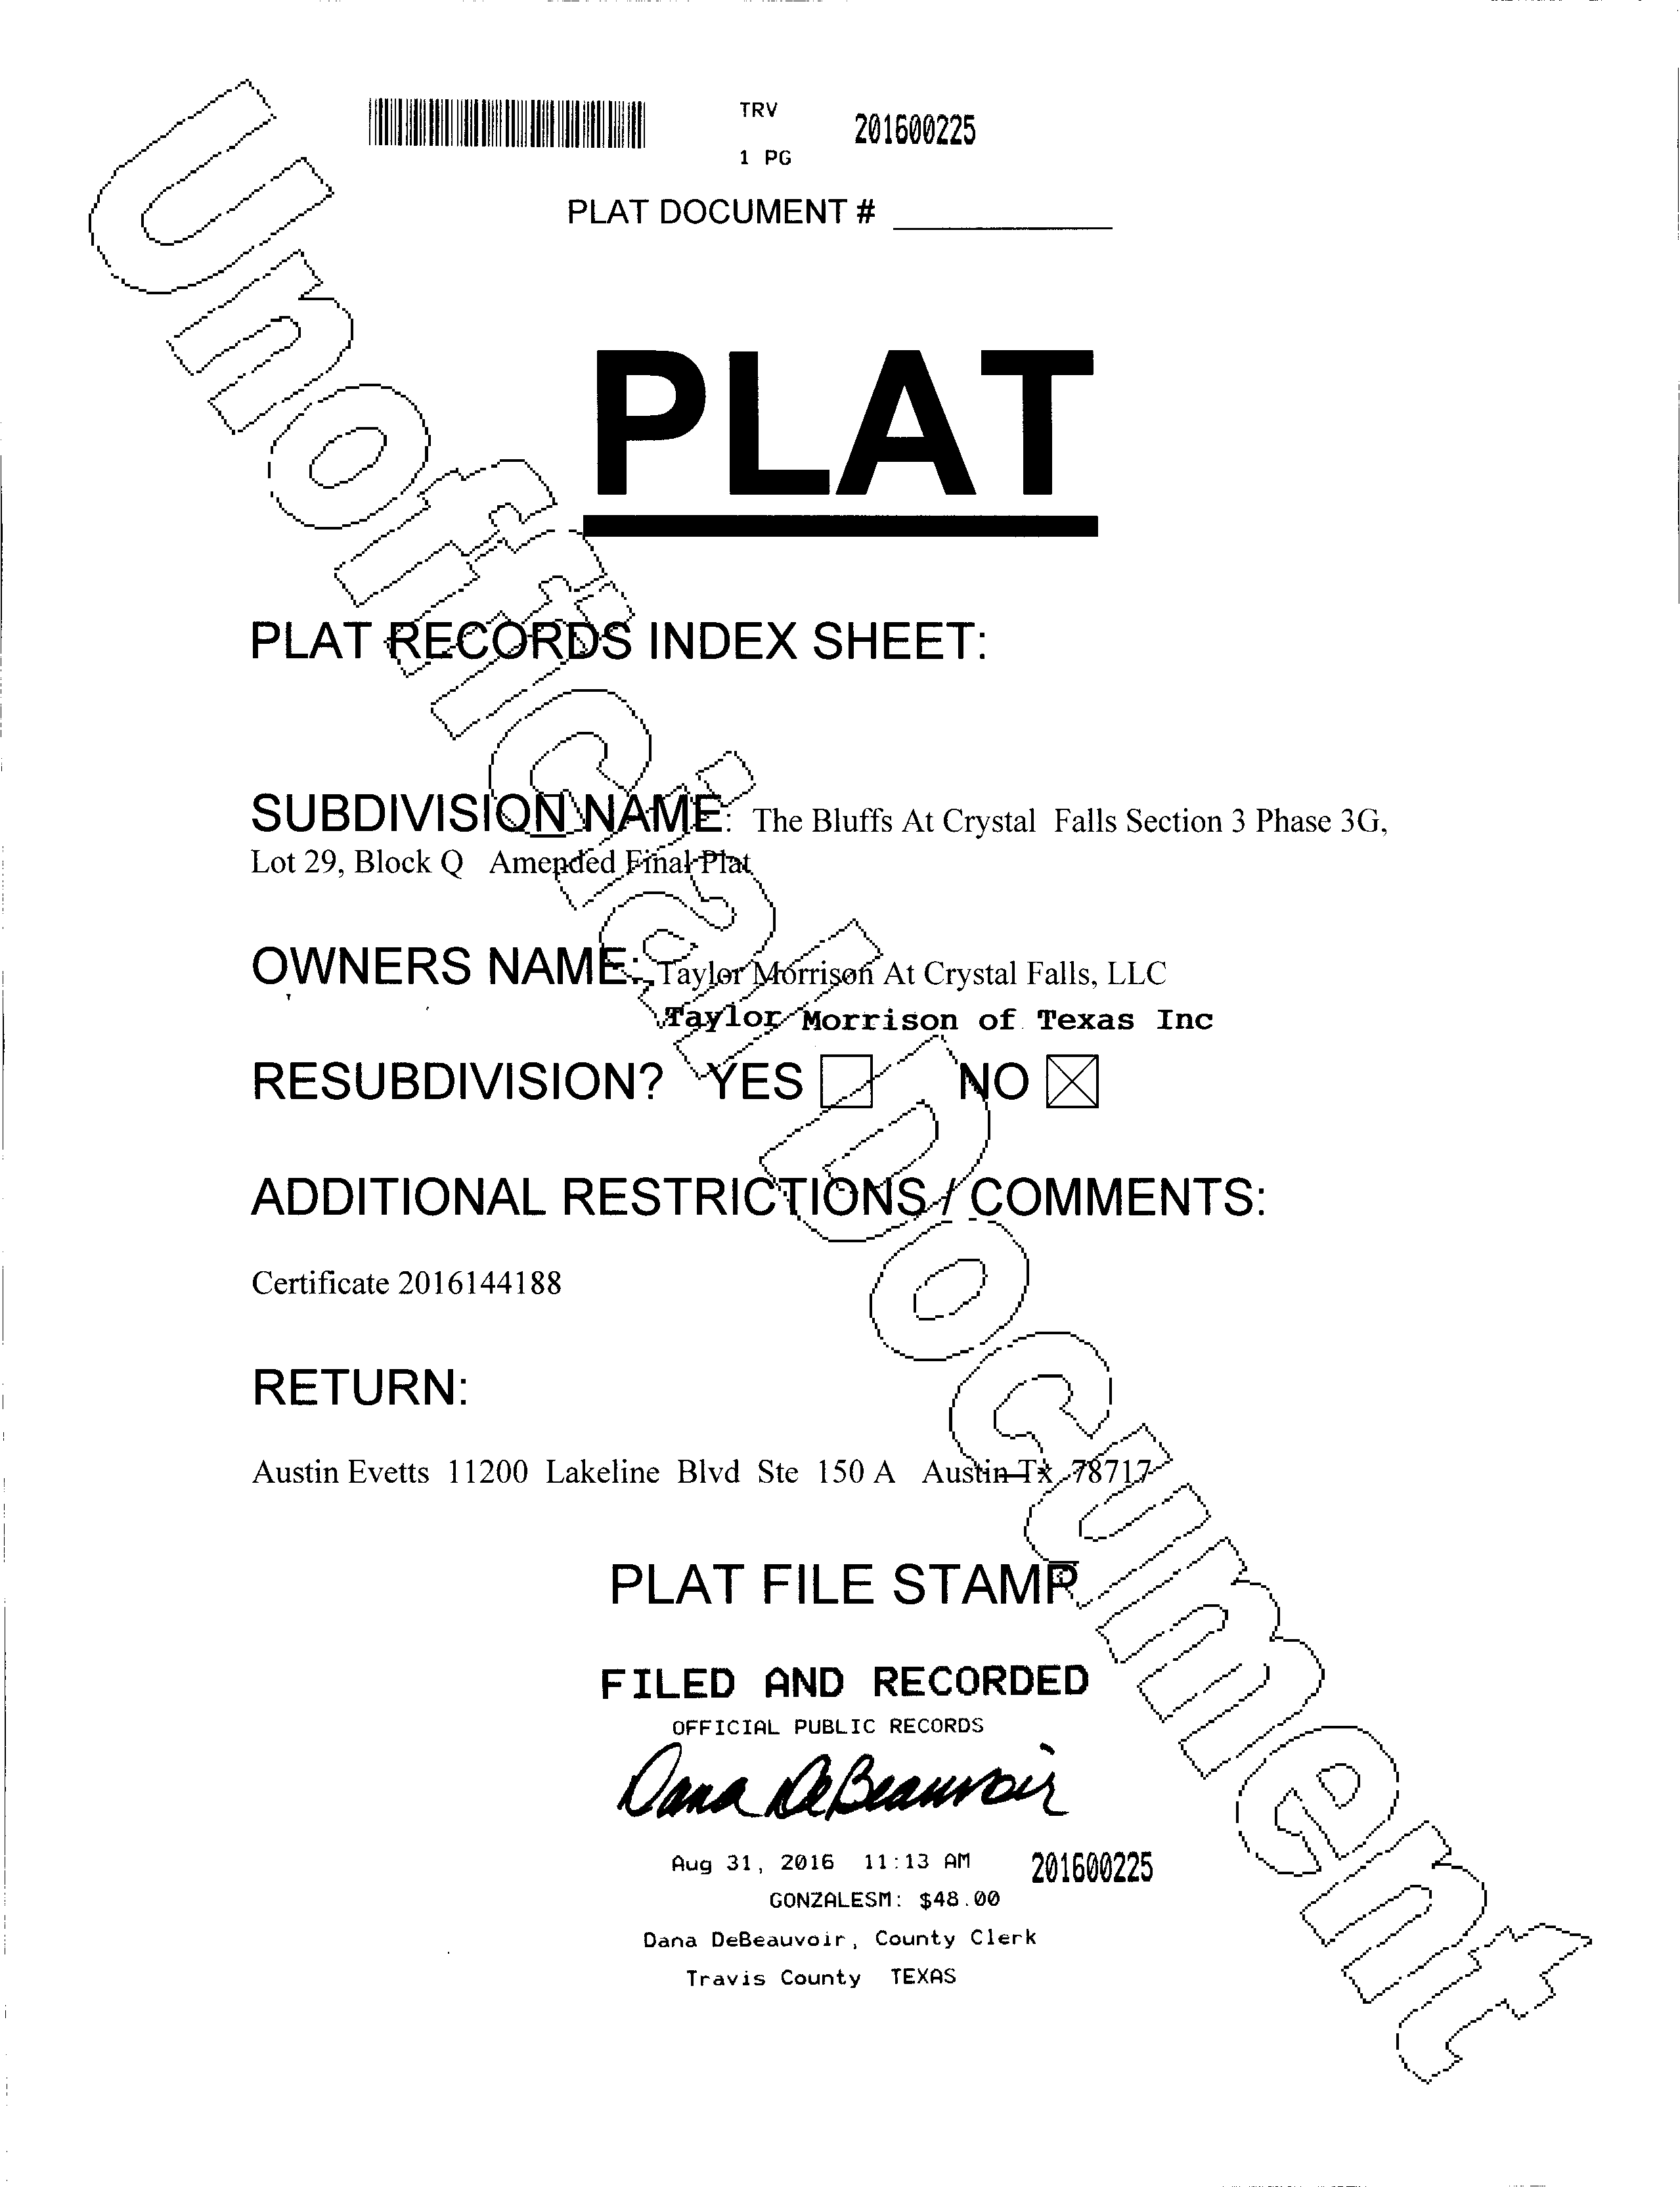 TRV
201600225
1 PG
PLAT DOCUMENT #
PLAT
PLAT RECORDS INDEX SHEET:
SUBDIVISION NAME: The Bluffs At Crystal Falls Section 3 Phase 3G,
Lot 29, Block Q Amended Final Plat
OWNERS NAME: Taylor Morrison At Crystal Falls, LLC
Taylor Morrison of Texas Inc
RESUBDIVISION? YES ☐ NO ☒
ADDITIONAL RESTRICTIONS / COMMENTS:
Certificate 2016144188
RETURN:
Austin Evetts 11200 Lakeline Blvd Ste 150 A Austin Tx 78717
PLAT FILE STAMP
FILED AND RECORDED
OFFICIAL PUBLIC RECORDS
Dana DeBeauvoir
Aug 31, 2016 11:13 AM 201600225
GONZALESM: $48.00
Dana DeBeauvoir, County Clerk
Travis County TEXAS
Unofficial Document